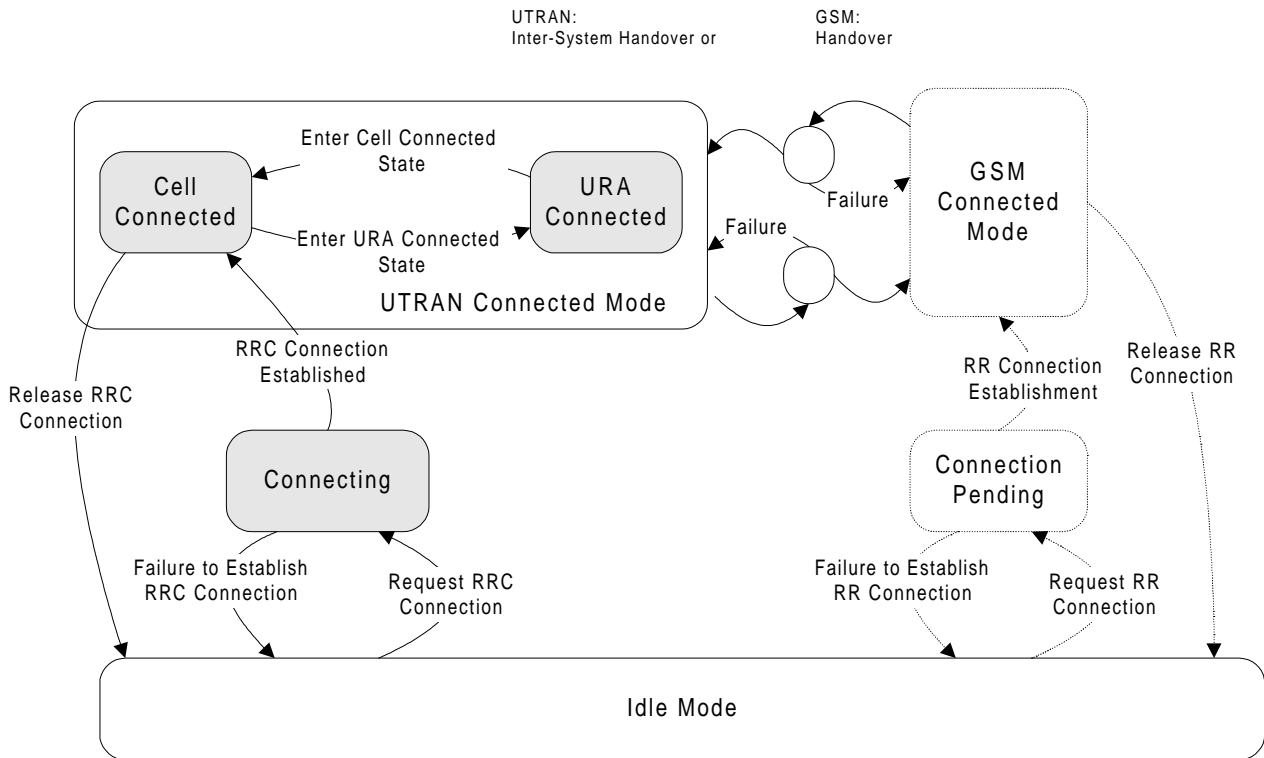 UTRAN:
Inter-System Handover or
GSM:
Handover
Enter Cell Connected
State
Cell
Connected
URA
Connected
Enter URA Connected
State
UTRAN Connected Mode
Failure
Failure
GSM
Connected
Mode
RRC Connection
Established
Release RRC
Connection
RR Connection
Establishment
Release RR
Connection
Connecting
Connection
Pending
Failure to Establish
RRC Connection
Request RRC
Connection
Failure to Establish
RR Connection
Request RR
Connection
Idle Mode